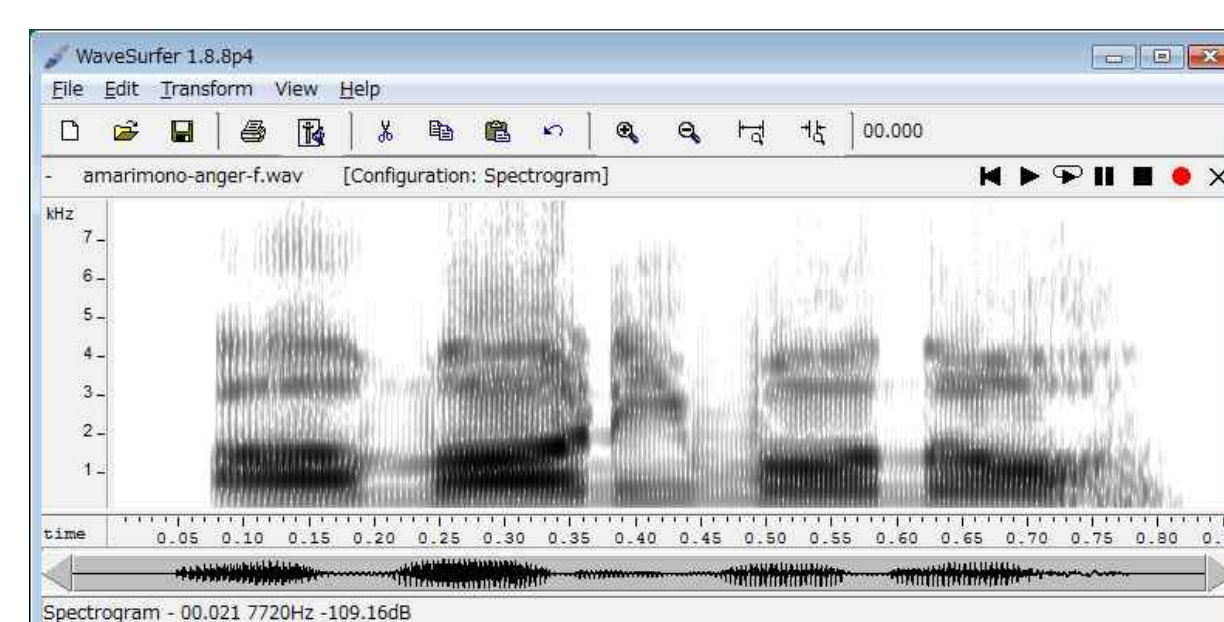 WaveSurfer 1.8.8p4
File Edit Transform View Help
00.000
- amarimono-anger-f.wav [Configuration: Spectrogram]
kHz
7
6
5
4
3
2
1
time 0.05 0.10 0.15 0.20 0.25 0.30 0.35 0.40 0.45 0.50 0.55 0.60 0.65 0.70 0.75 0.80
Spectrogram - 00.021 7720Hz -109.16dB